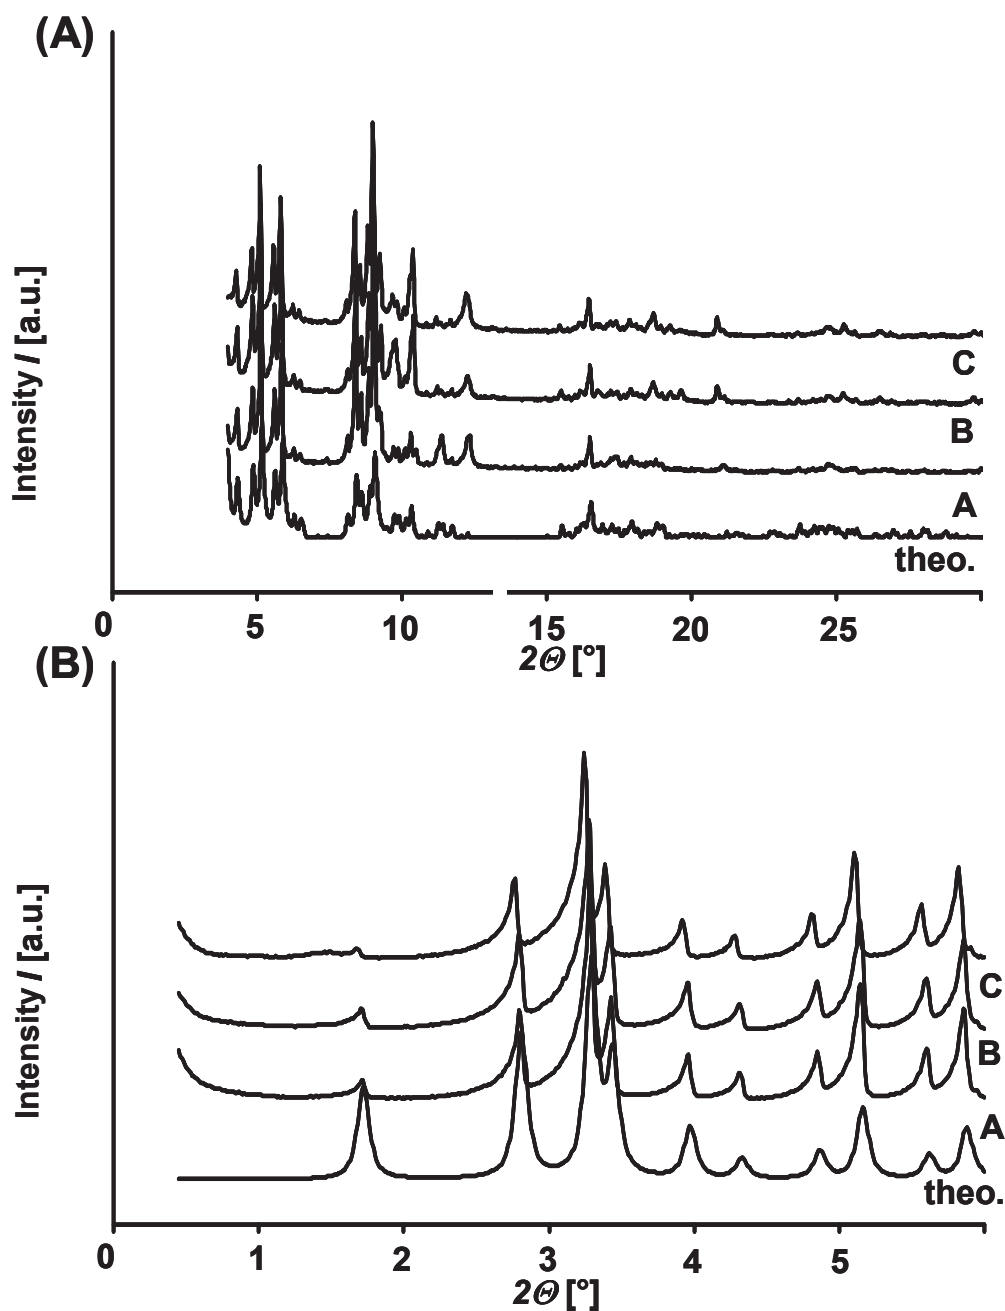 (A)
Intensity I [a.u.]
C
B
A
theo.
0 5 10 15 20 25
2Θ [°]
(B)
Intensity I [a.u.]
C
B
A
theo.
0 1 2 3 4 5
2Θ [°]